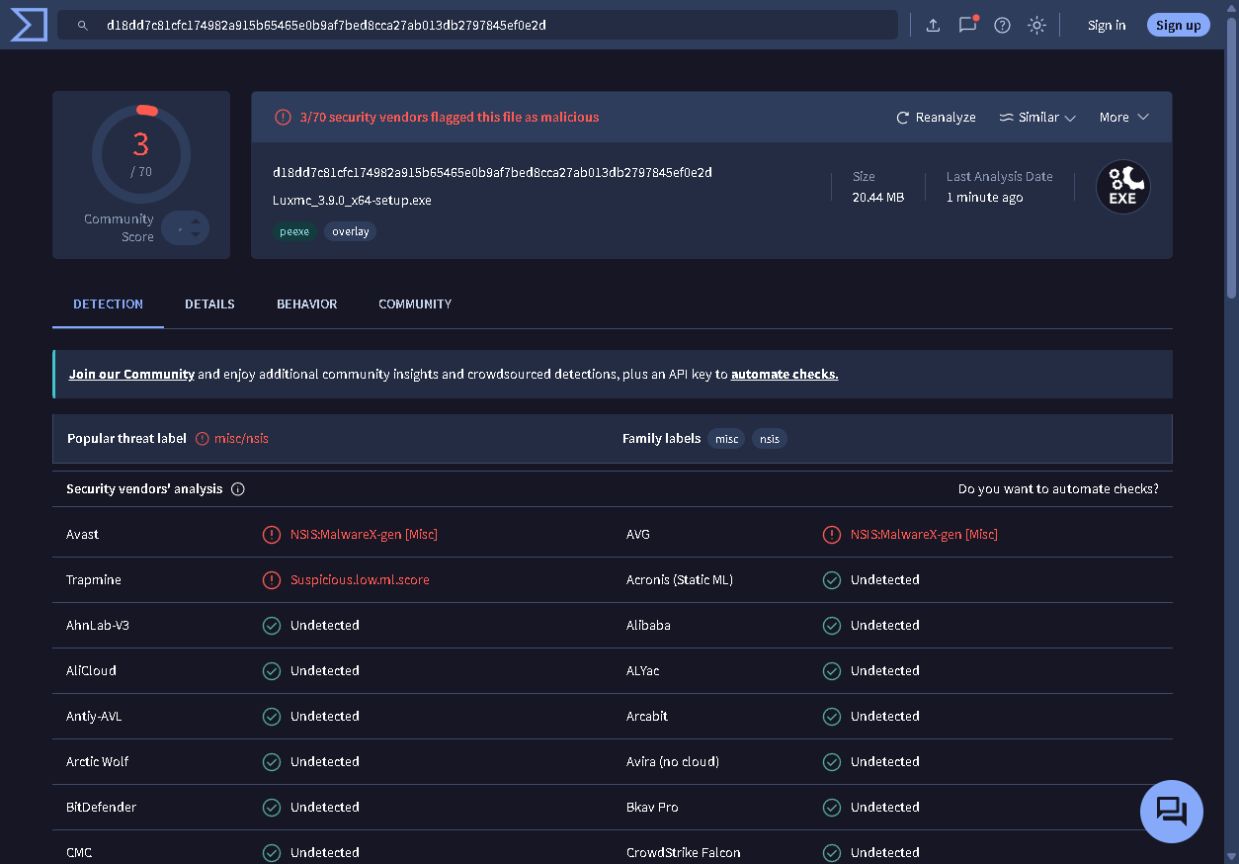 d18dd7c81cfc174982a915b65465e0b9af7bed8cca27ab013db2797845ef0e2d
Sign in
Sign up
3
/ 70
Community
Score
3/70 security vendors flagged this file as malicious
Reanalyze
Similar
More
d18dd7c81cfc174982a915b65465e0b9af7bed8cca27ab013db2797845ef0e2d
Luxmc_3.9.0_x64-setup.exe
peexe
overlay
Size
20.44 MB
Last Analysis Date
1 minute ago
EXE
DETECTION DETAILS BEHAVIOR COMMUNITY
Join our Community and enjoy additional community insights and crowdsourced detections, plus an API key to automate checks.
Popular threat label misc/nsis
Family labels misc nsis
Security vendors' analysis
Do you want to automate checks?
Avast NSIS:MalwareX-gen [Misc] AVG NSIS:MalwareX-gen [Misc]
Trapmine Suspicious.low.ml.score Acronis (Static ML) Undetected
AhnLab-V3 Undetected Alibaba Undetected
AliCloud Undetected ALYac Undetected
Antiy-AVL Undetected Arcabit Undetected
Arctic Wolf Undetected Avira (no cloud) Undetected
BitDefender Undetected Bkav Pro Undetected
CMC Undetected CrowdStrike Falcon Undetected